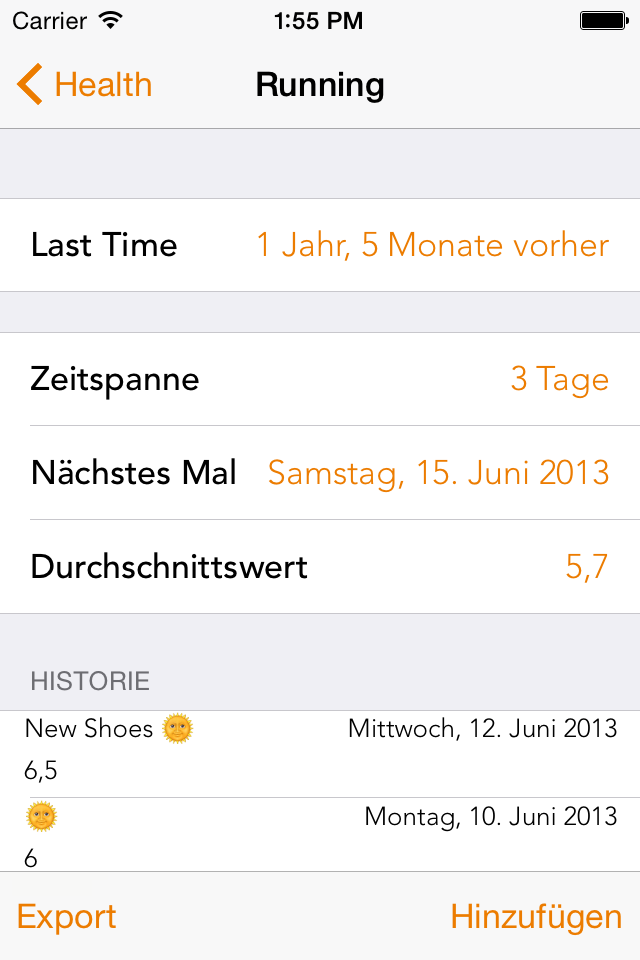 Carrier 1:55 PM
Health Running
Last Time 1 Jahr, 5 Monate vorher
Zeitspanne 3 Tage
Nächstes Mal Samstag, 15. Juni 2013
Durchschnittswert 5,7
HISTORIE
New Shoes 🌞 Mittwoch, 12. Juni 2013
6,5
🌞 Montag, 10. Juni 2013
6
Export Hinzufügen